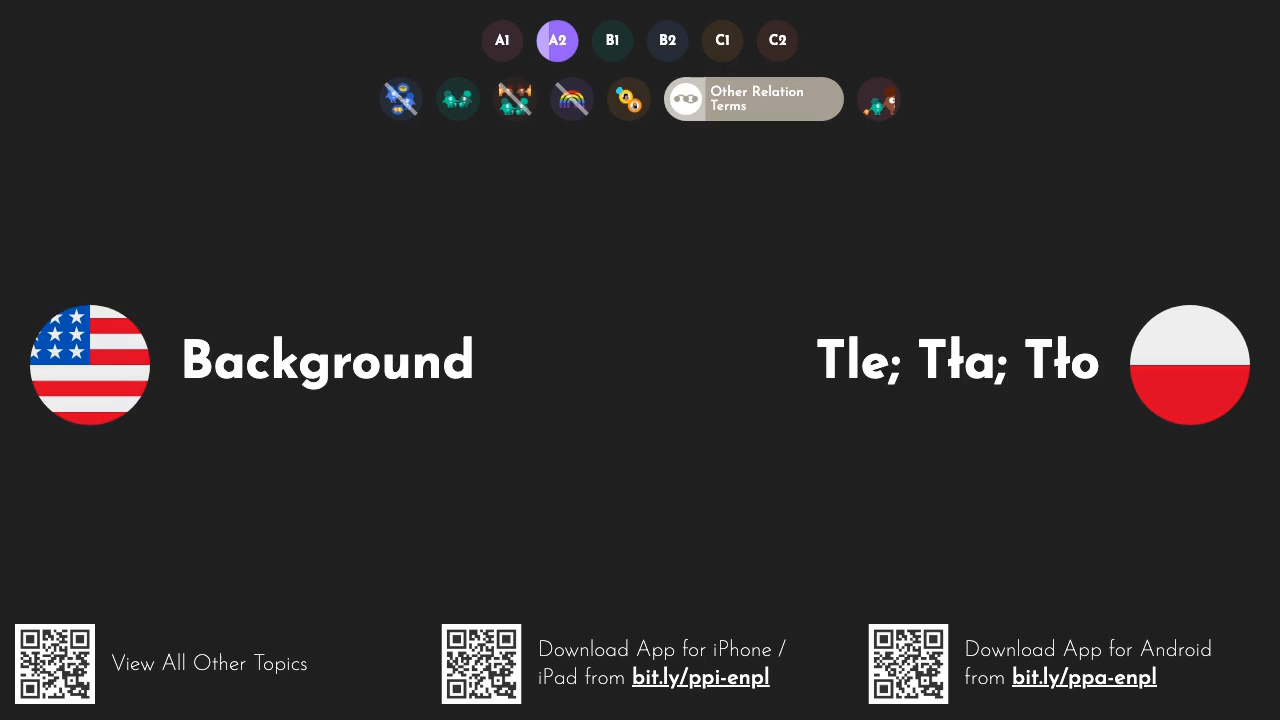 A1 A2 B1 B2 C1 C2
Other Relation
Terms
Background
Tle; Tła; Tło
View All Other Topics
Download App for iPhone /
iPad from bit.ly/ppi-enpl
Download App for Android
from bit.ly/ppa-enpl